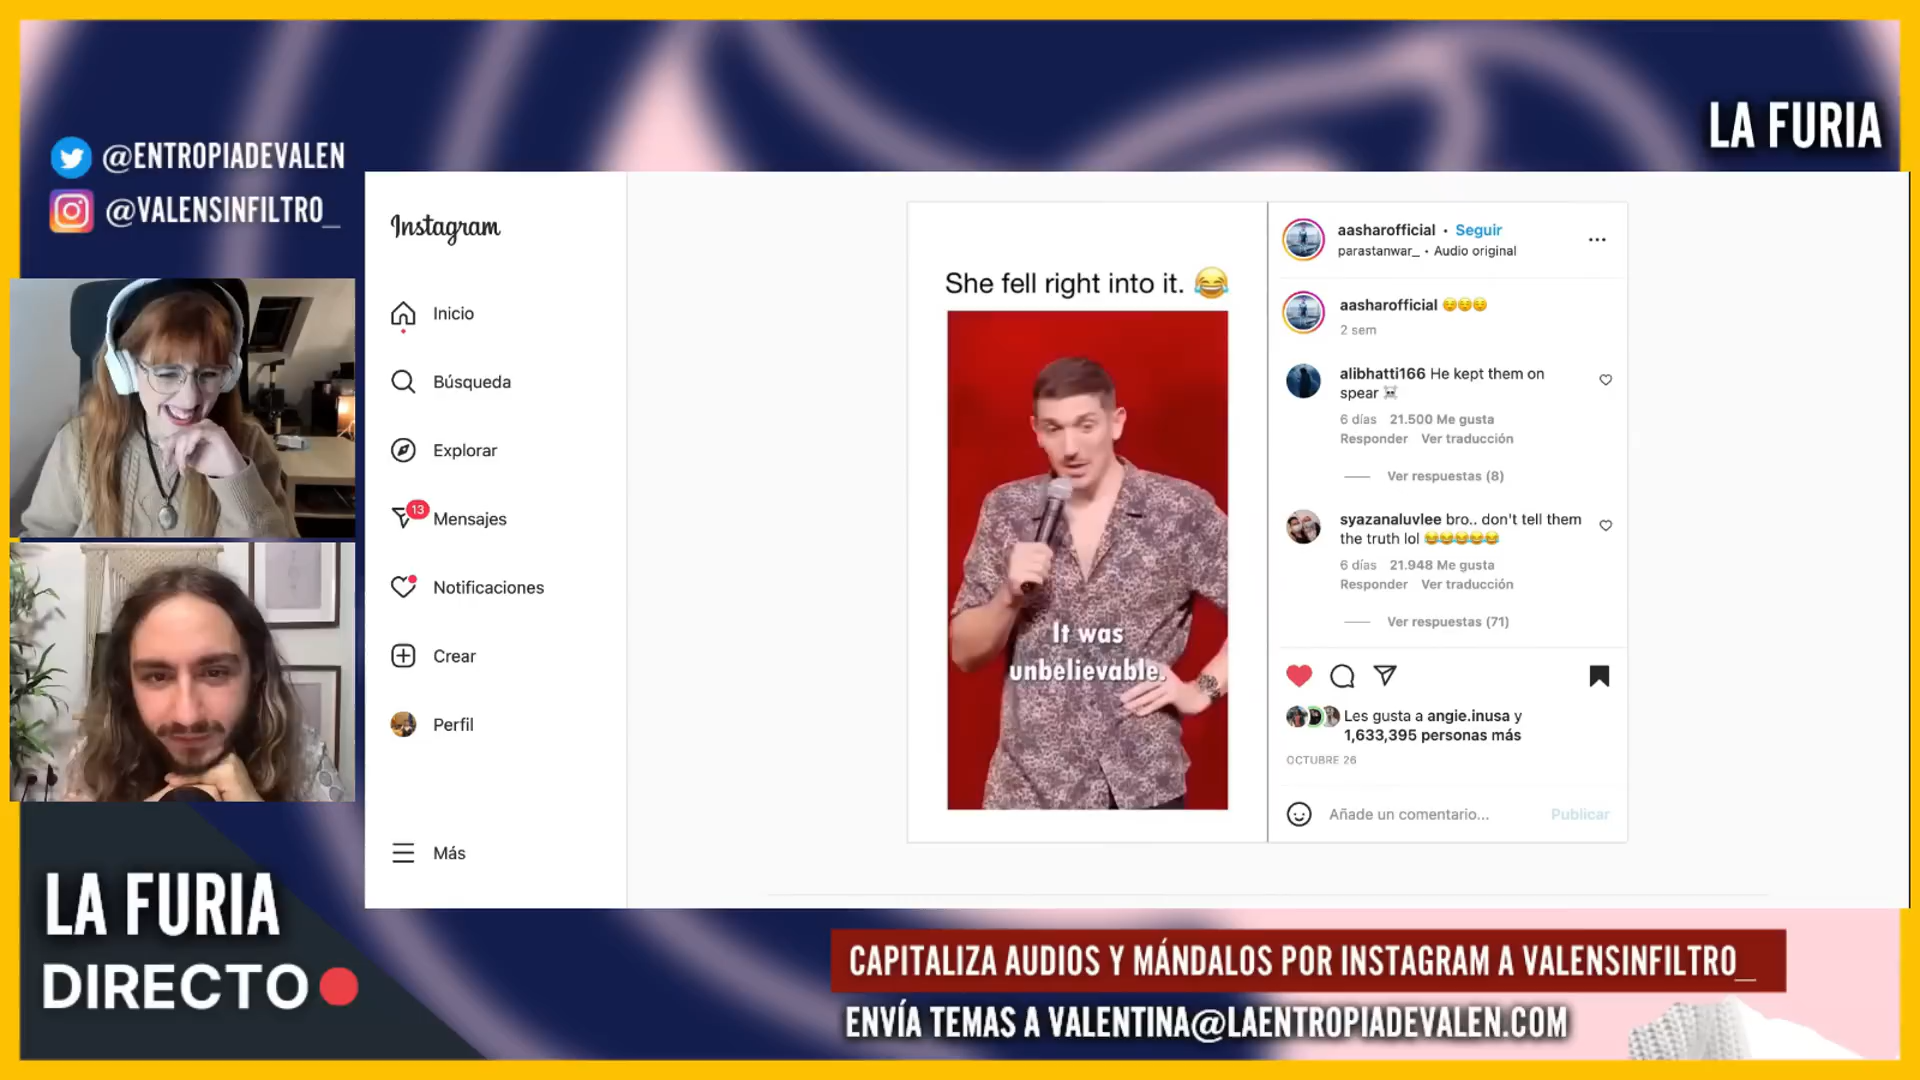 LA FURIA
@ENTROPIADEVALEN
@VALENSINFILTRO_
Instagram
Inicio
Búsqueda
Explorar
13
Mensajes
Notificaciones
Crear
Perfil
Más
She fell right into it. 😂
It was
unbelievable.
aasharofficial • Seguir
parastanwar_ • Audio original
aasharofficial ☺️☺️☺️
2 sem
alibhatti166 He kept them on
spear ☠️
6 días 21.500 Me gusta
Responder Ver traducción
Ver respuestas (8)
syazanaluvlee bro.. don't tell them
the truth lol 😂😂😂😂😂
6 días 21.948 Me gusta
Responder Ver traducción
Ver respuestas (71)
Les gusta a angie.inusa y
1,633,395 personas más
OCTUBRE 26
Añade un comentario... Publicar
LA FURIA
DIRECTO
CAPITALIZA AUDIOS Y MÁNDALOS POR INSTAGRAM A VALENSINFILTRO_
ENVÍA TEMAS A VALENTINA@LAENTROPIADEVALEN.COM